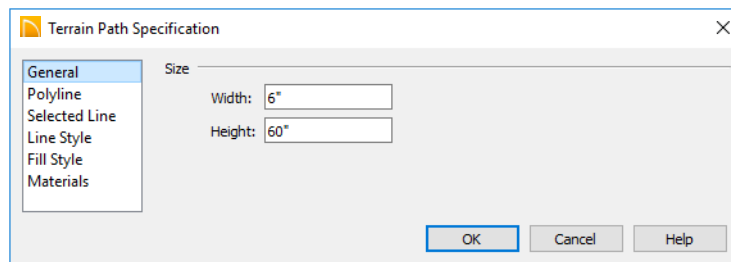 Terrain Path Specification
General
Polyline
Selected Line
Line Style
Fill Style
Materials
Size
Width: 6"
Height: 60"
OK Cancel Help